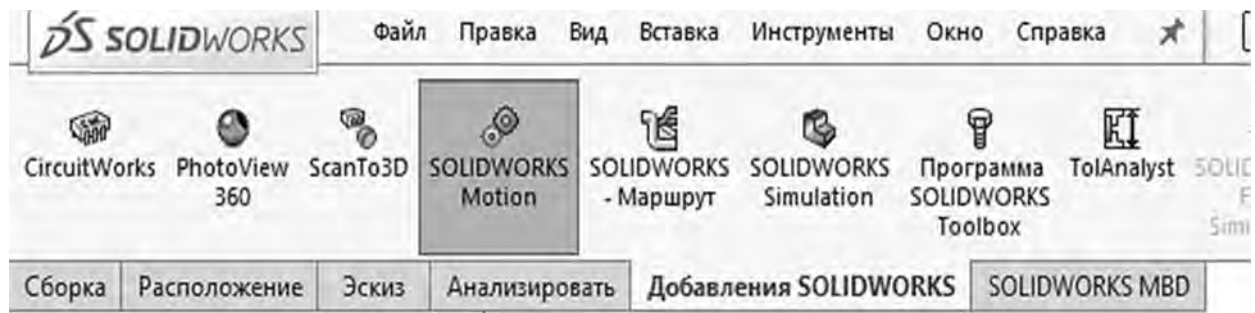 SOLIDWORKS Файл Правка Вид Вставка Инструменты Окно Справка
CircuitWorks PhotoView 360 ScanTo3D SOLIDWORKS Motion SOLIDWORKS - Маршрут SOLIDWORKS Simulation Программа SOLIDWORKS Toolbox TolAnalyst
Сборка Расположение Эскиз Анализировать Добавления SOLIDWORKS SOLIDWORKS MBD